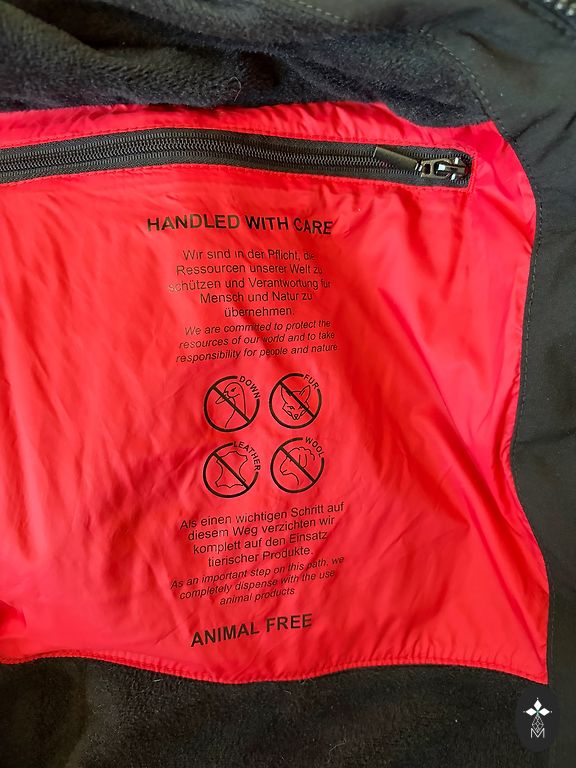 HANDLED WITH CARE
Wir sind in der Pflicht, die
Ressourcen unserer Welt zu
schützen und Verantwortung für
Mensch und Natur zu
übernehmen.
We are committed to protect the
resources of our world and to take
responsibility for people and nature.
DOWN
FUR
LEATHER
WOOL
Als einen wichtigen Schritt auf
diesem Weg verzichten wir
komplett auf den Einsatz
tierischer Produkte.
As an important step on this path, we
completely dispense with the use
animal products
ANIMAL FREE
M